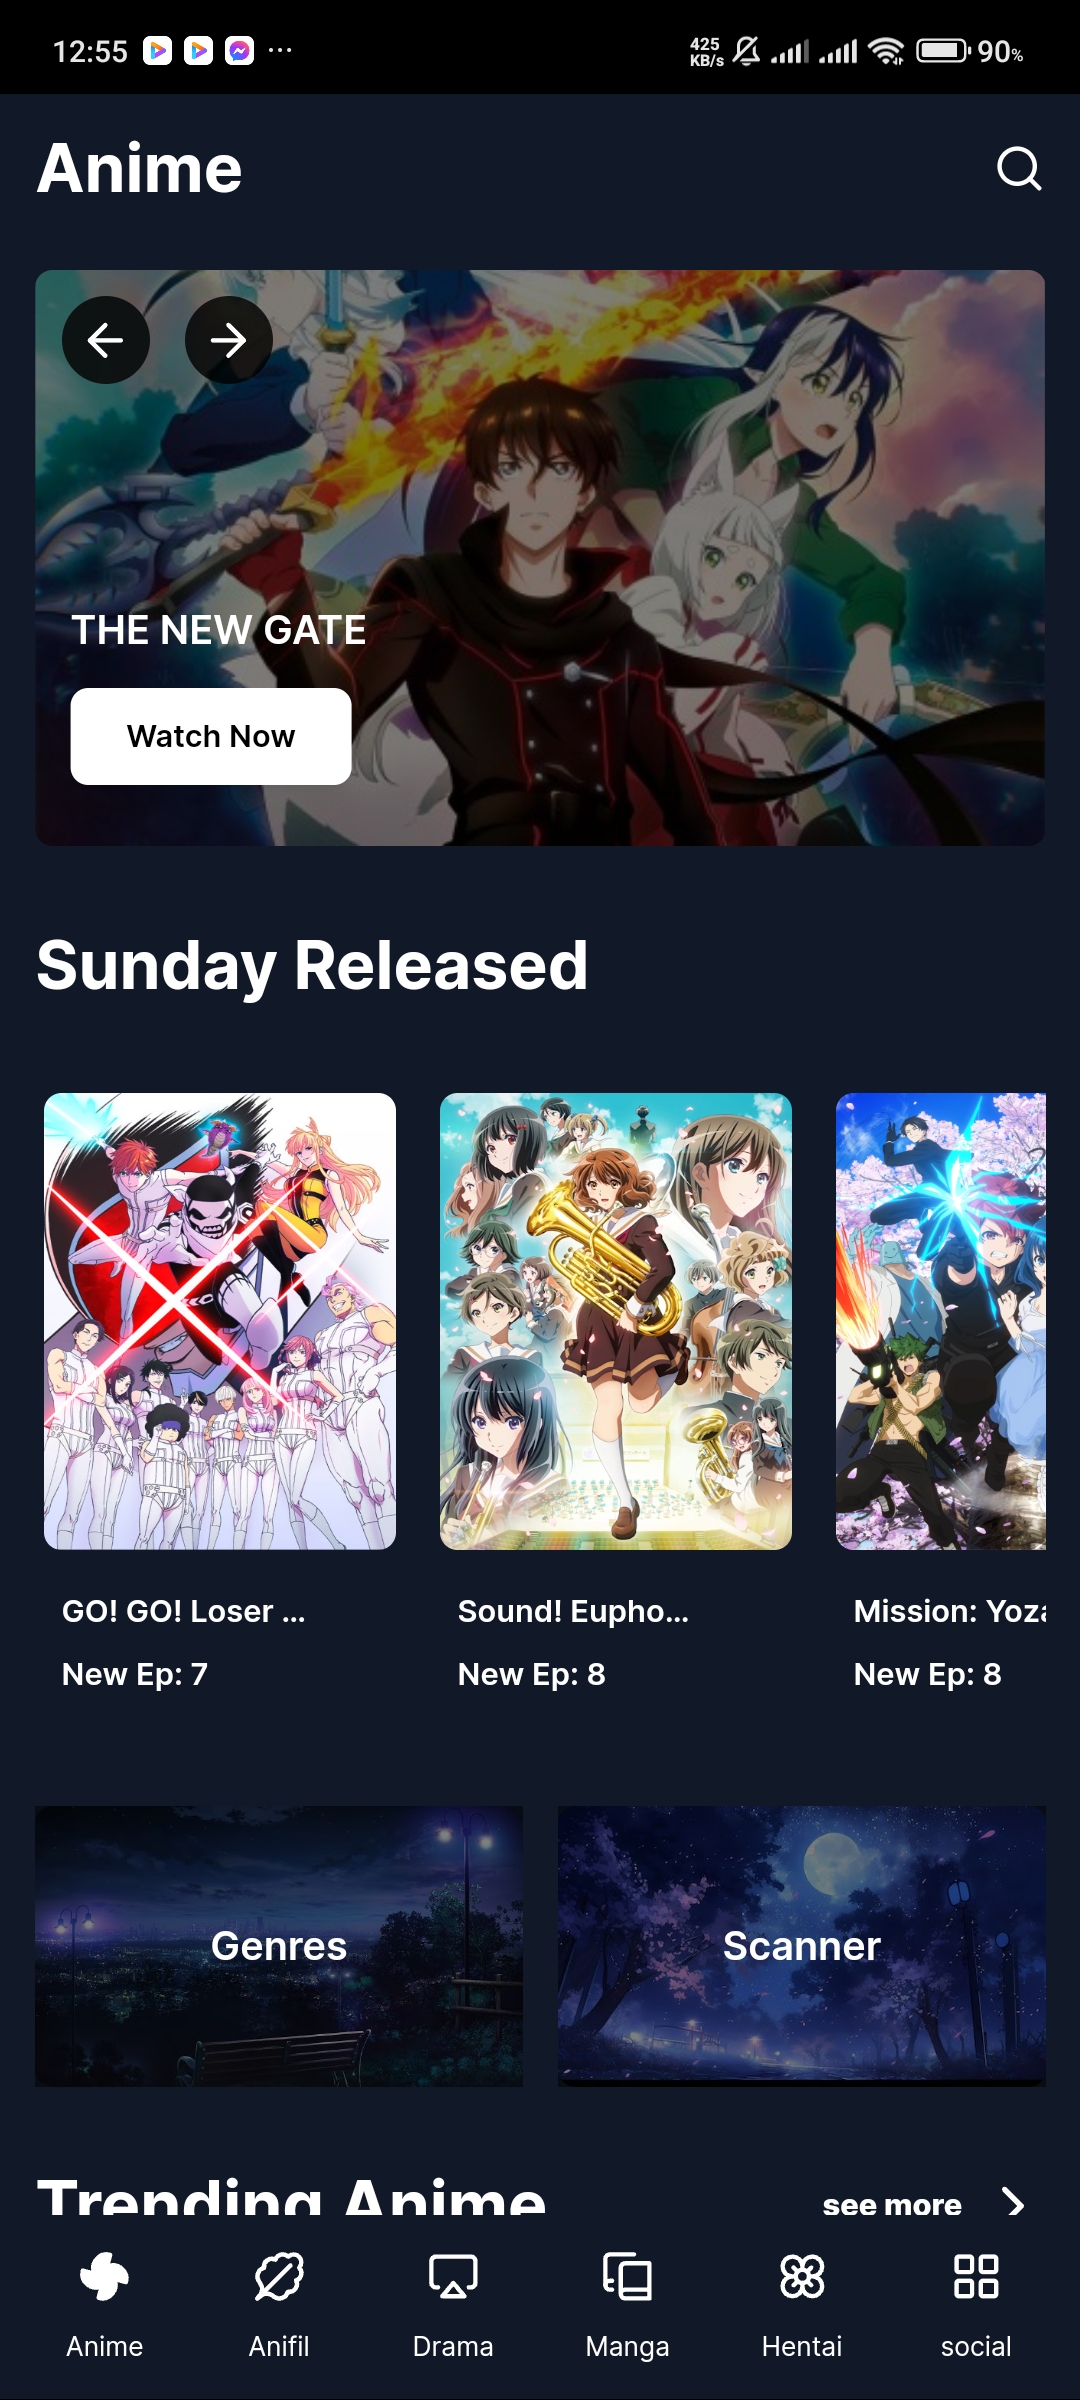 12:55
425
KB/s
90%
Anime
THE NEW GATE
Watch Now
Sunday Released
GO! GO! Loser ...
Sound! Eupho...
Mission: Yoza
New Ep: 7
New Ep: 8
New Ep: 8
Genres
Scanner
Trending Anime
see more
Anime
Anifil
Drama
Manga
Hentai
social